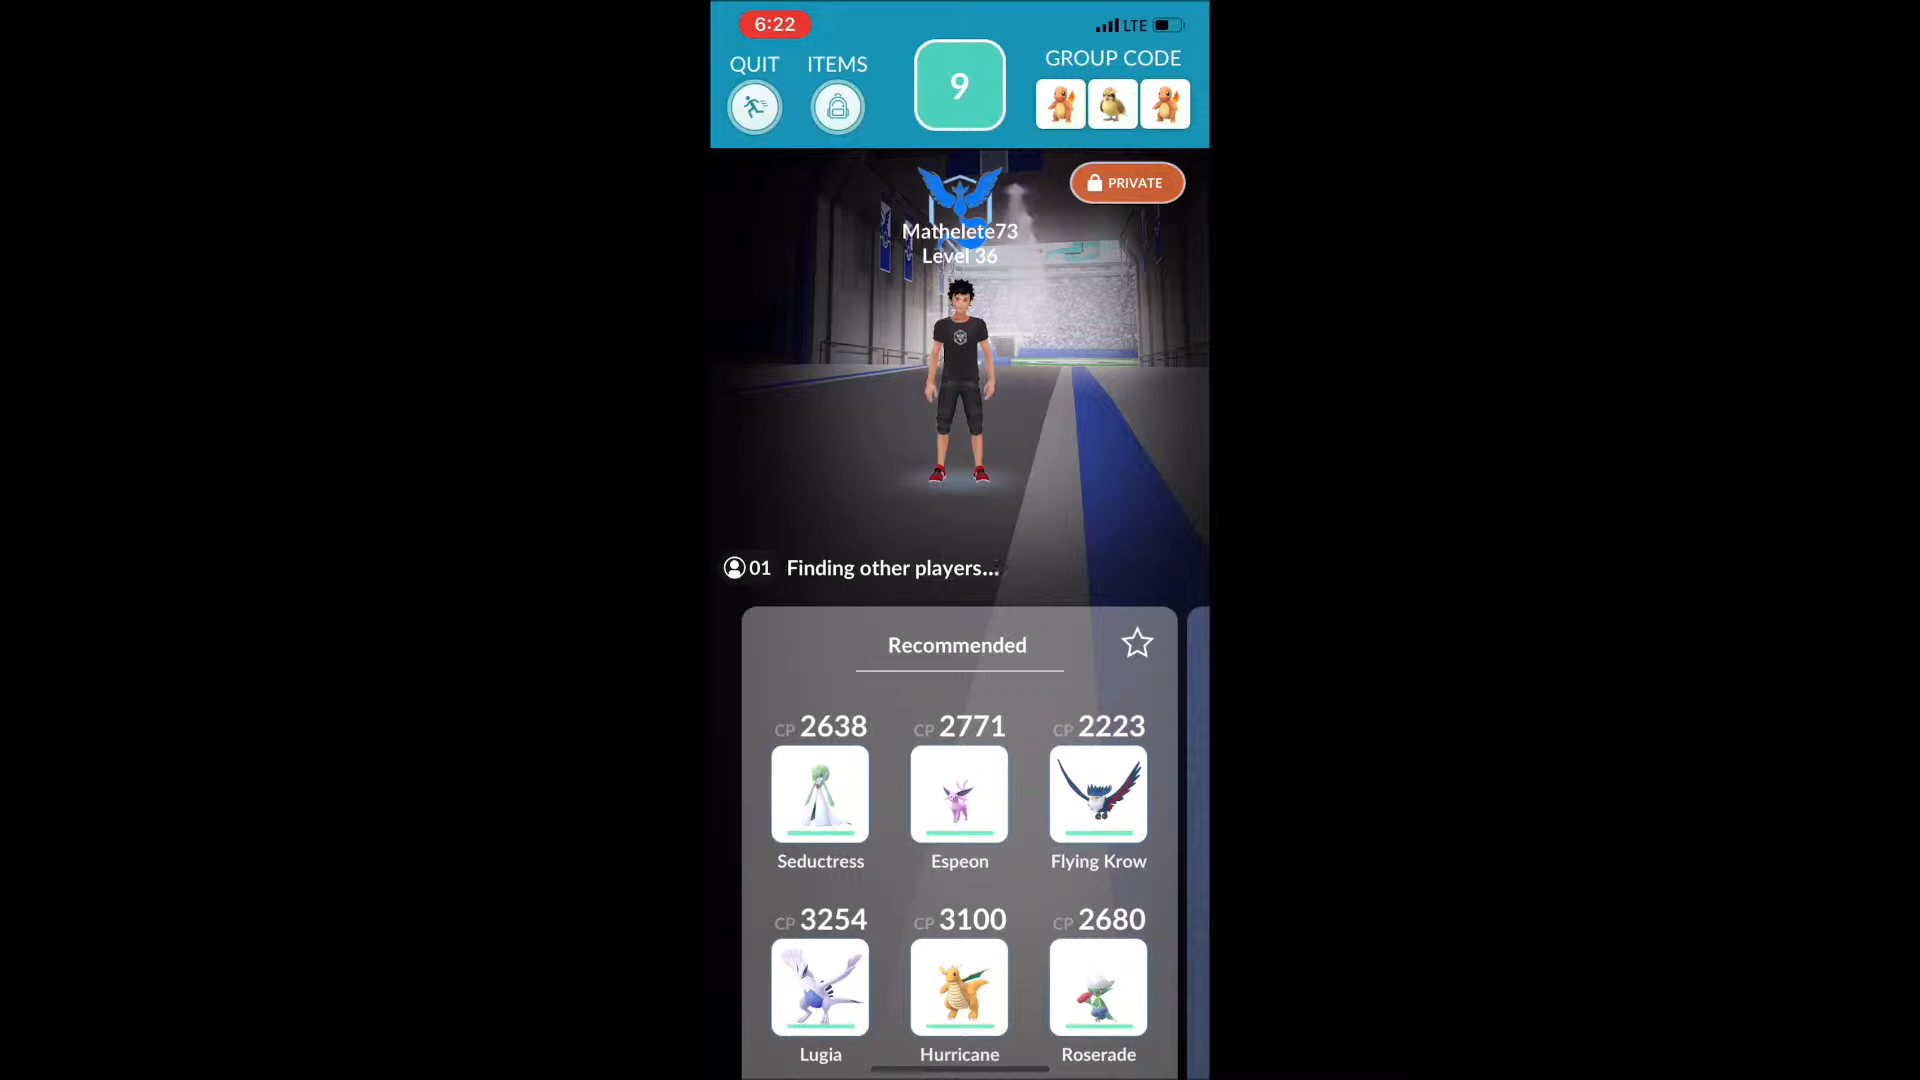 6:22
LTE
QUIT
ITEMS
9
GROUP CODE
PRIVATE
Mathelete73
Level 36
01 Finding other players...
Recommended
CP 2638
CP 2771
CP 2223
Seductress
Espeon
Flying Krow
CP 3254
CP 3100
CP 2680
Lugia
Hurricane
Roserade